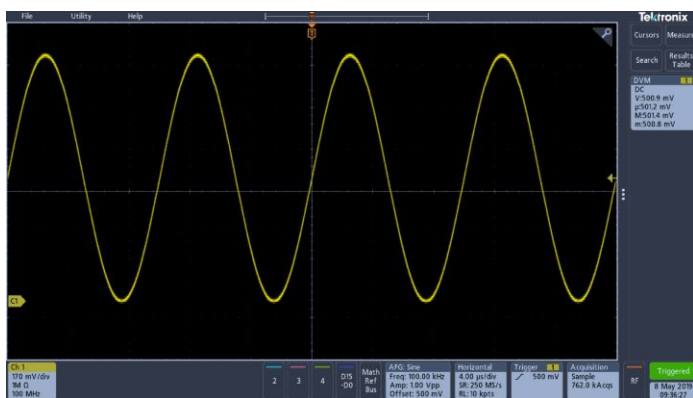 File Utility Help
Tektronix
T
T
Cursors Measure
Search Results Table
DVM 1
DC
V:500.9 mV
μ:501.2 mV
M:501.4 mV
m:500.8 mV
C1
Ch 1
170 mV/div
1M Ω
100 MHz
2
3
4
D15
-D0
Math
Ref
Bus
AFG: Sine
Freq: 100.00 kHz
Amp: 1.00 Vpp
Offset: 500 mV
Horizontal
4.00 μs/div
SR: 250 MS/s
RL: 10 kpts
Trigger 1
500 mV
Acquisition
Sample
762.0 kAcqs
RF
Triggered
8 May 2019
09:36:27